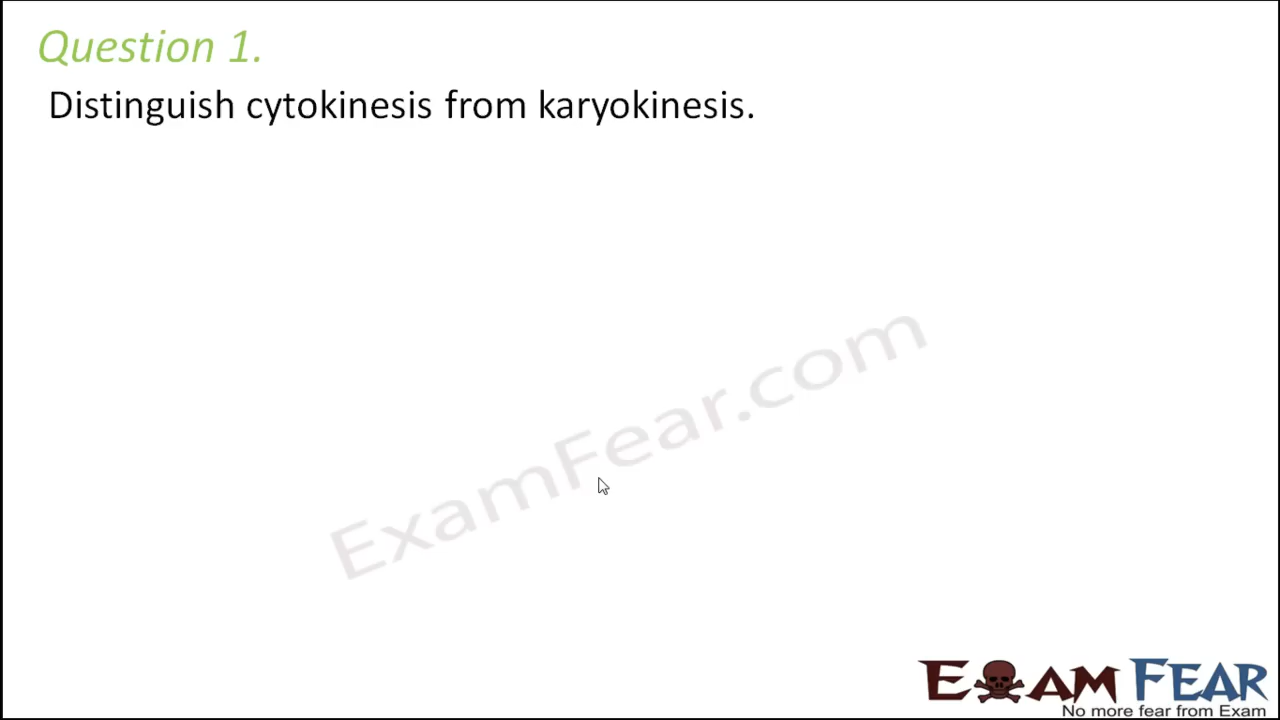 Question 1.
Distinguish cytokinesis from karyokinesis.
ExamFear.com
EXAM FEAR
No more fear from Exam